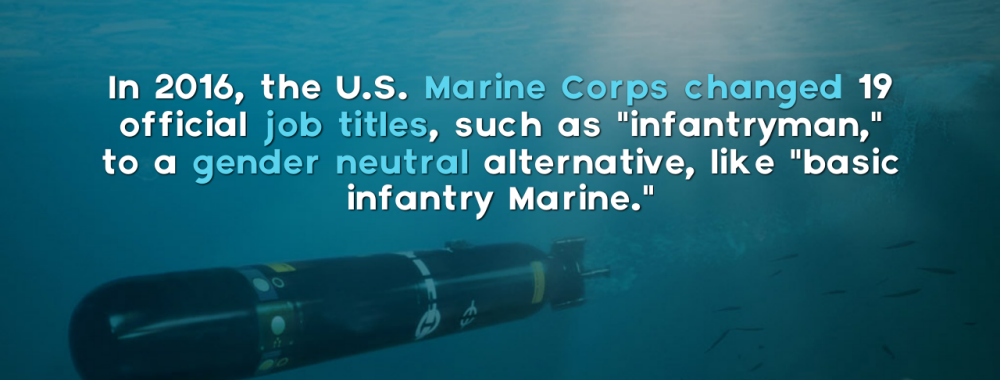 In 2016, the U.S. Marine Corps changed 19
official job titles, such as "infantryman,"
to a gender neutral alternative, like "basic
infantry Marine."